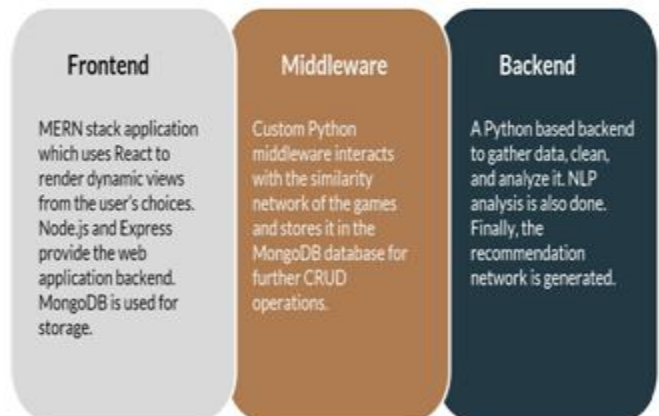 Frontend
MERN stack application
which uses React to
render dynamic views
from the user's choices.
Node.js and Express
provide the web
application backend.
MongoDB is used for
storage.
Middleware
Custom Python
middleware interacts
with the similarity
network of the games
and stores it in the
MongoDB database for
further CRUD
operations.
Backend
A Python based backend
to gather data, clean,
and analyze it. NLP
analysis is also done.
Finally, the
recommendation
network is generated.